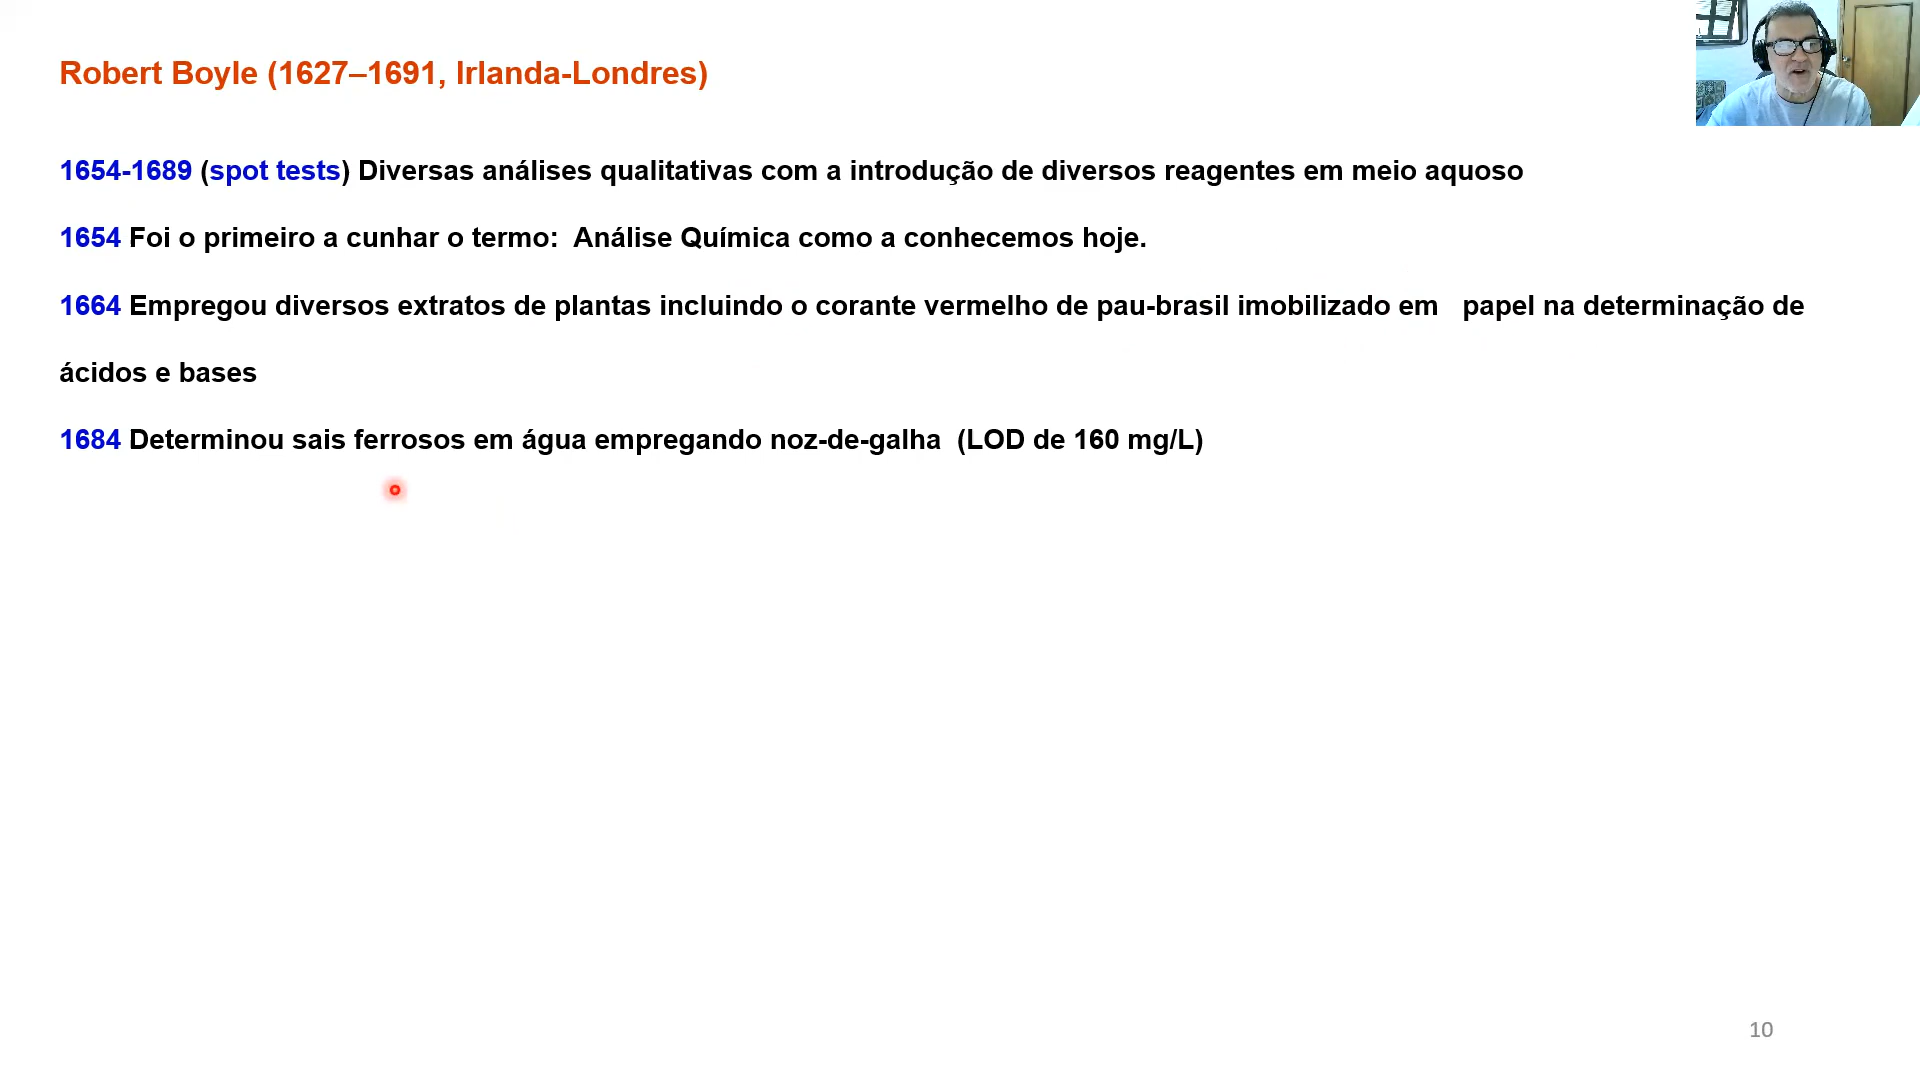 Robert Boyle (1627–1691, Irlanda-Londres)
1654-1689 (spot tests) Diversas análises qualitativas com a introdução de diversos reagentes em meio aquoso
1654 Foi o primeiro a cunhar o termo:  Análise Química como a conhecemos hoje.
1664 Empregou diversos extratos de plantas incluindo o corante vermelho de pau-brasil imobilizado em   papel na determinação de
ácidos e bases
1684 Determinou sais ferrosos em água empregando noz-de-galha  (LOD de 160 mg/L)
10